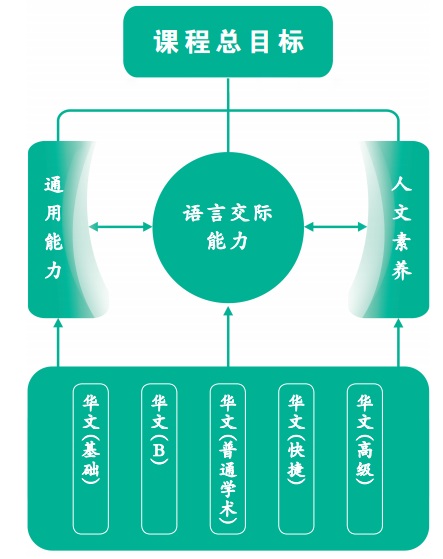 课程总目标
通用能力
语言交际
能力
人文素养
华文(基础)
华文(B)
华文(普通学术)
华文(快捷)
华文(高级)